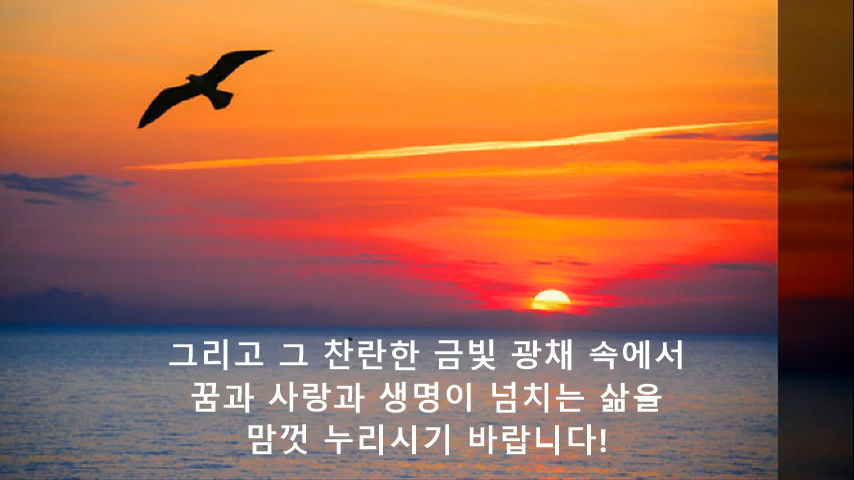 그리고 그 찬란한 금빛 광채 속에서
꿈과 사랑과 생명이 넘치는 삶을
맘껏 누리시기 바랍니다!